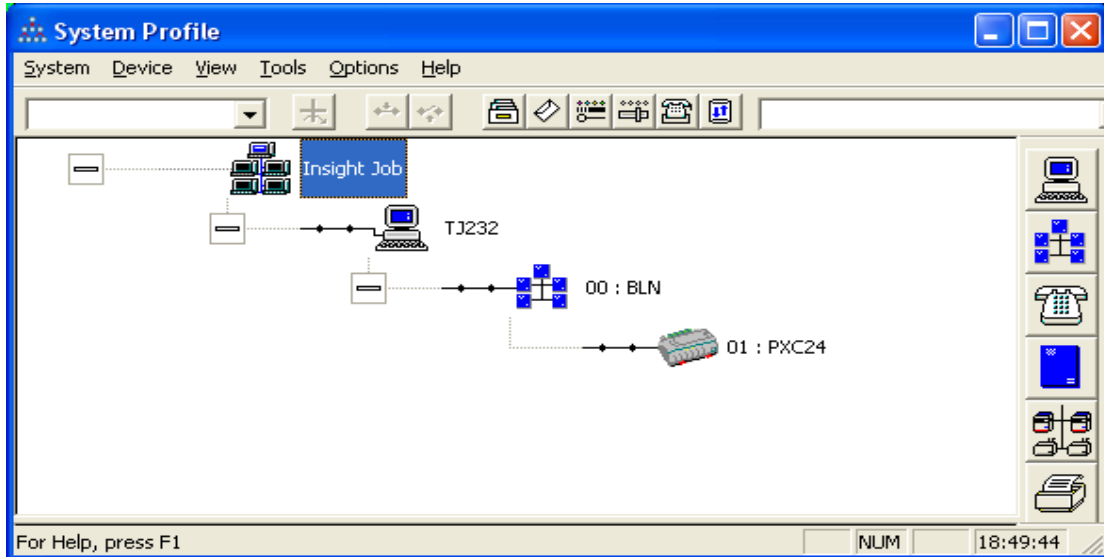 System Profile
System Device View Tools Options Help
Insight Job
TJ232
00 : BLN
01 : PXC24
For Help, press F1
NUM
18:49:44